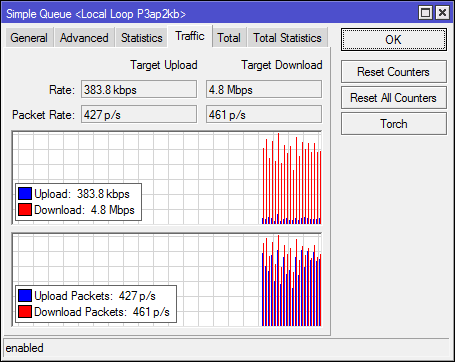 Simple Queue <Local Loop P3ap2kb>
General Advanced Statistics Traffic Total Total Statistics
OK
Reset Counters
Reset All Counters
Torch
Target Upload Target Download
Rate: 383.8 kbps 4.8 Mbps
Packet Rate: 427 p/s 461 p/s
Upload: 383.8 kbps
Download: 4.8 Mbps
Upload Packets: 427 p/s
Download Packets: 461 p/s
enabled